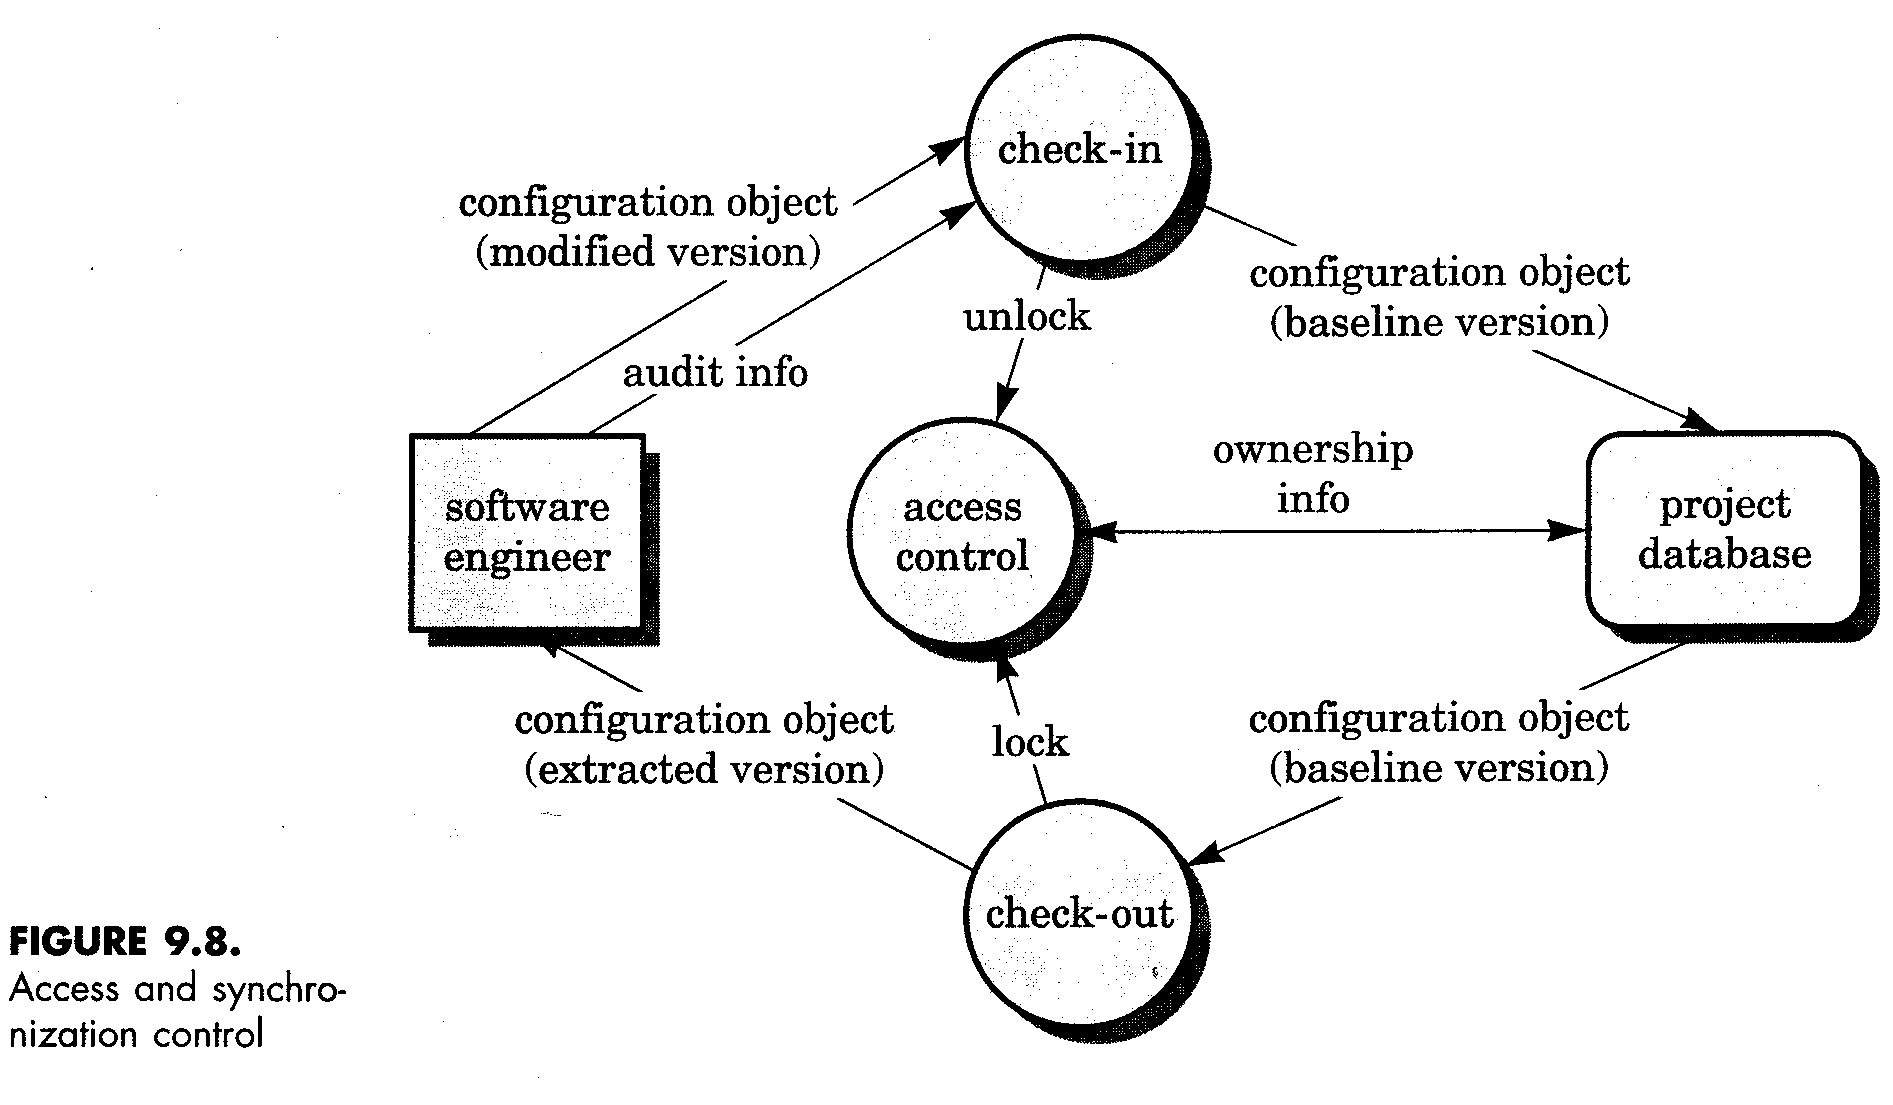 check-in
configuration object
(modified version)
configuration object
(baseline version)
unlock
audit info
ownership
info
software
engineer
access
control
project
database
configuration object
(extracted version)
lock
configuration object
(baseline version)
check-out
FIGURE 9.8.
Access and synchro-
nization control